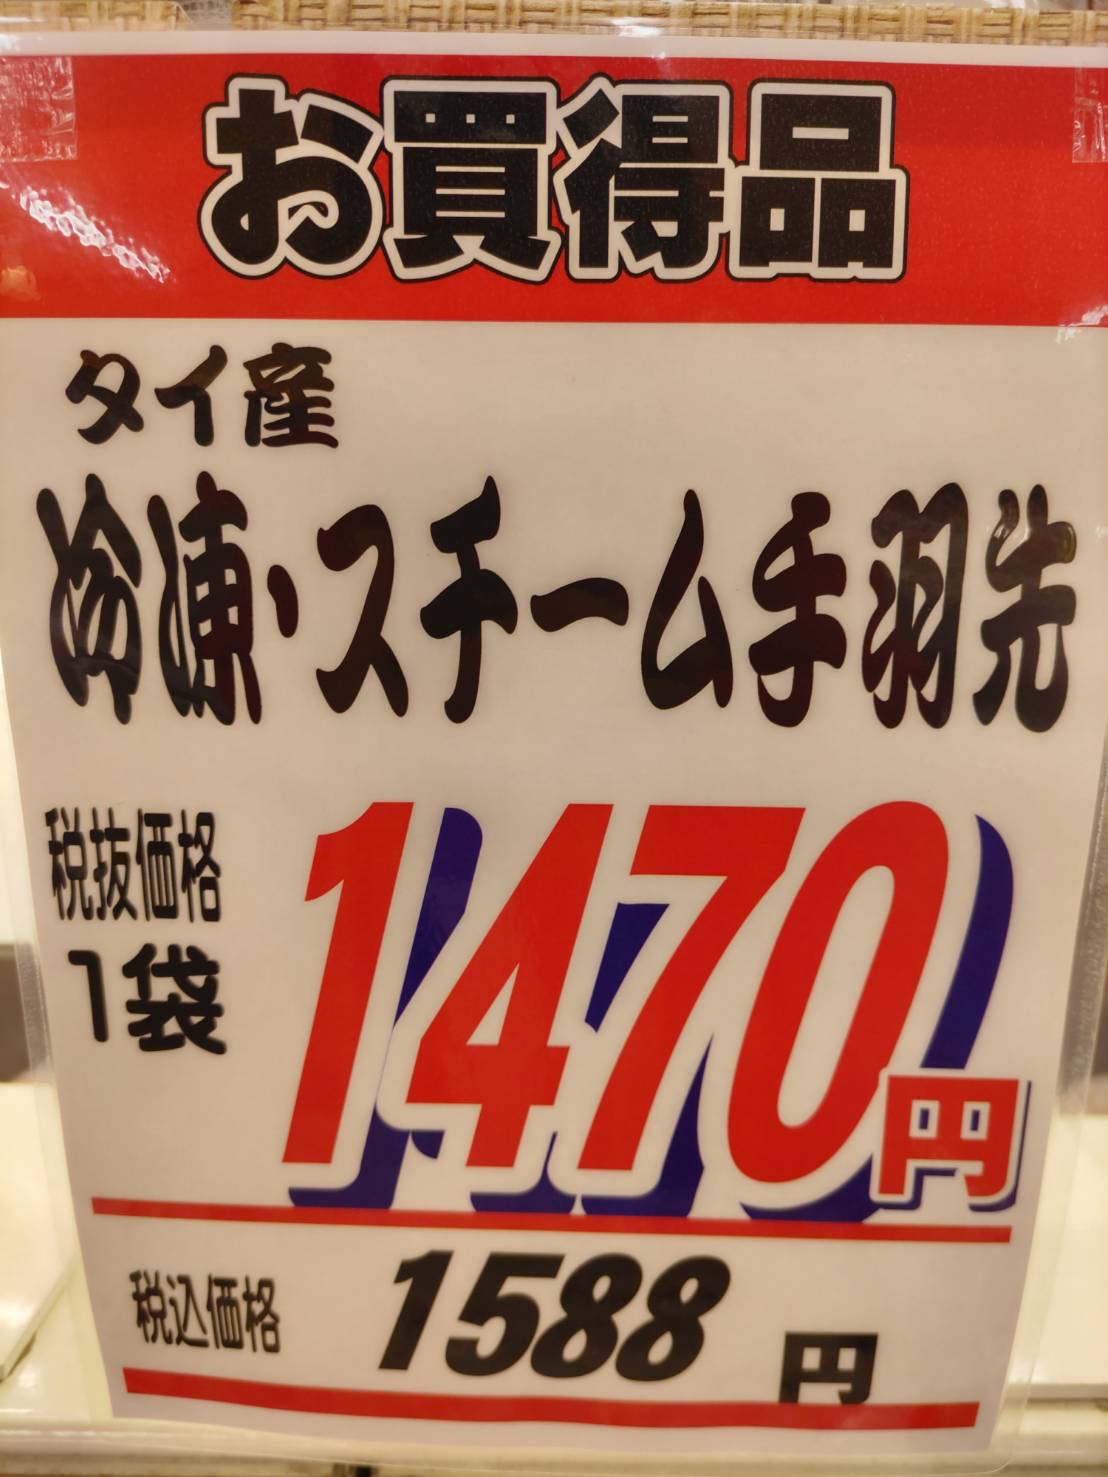 お買得品
タイ産
冷凍・スチーム手羽先
税抜価格
1袋
1470円
税込価格 1588円